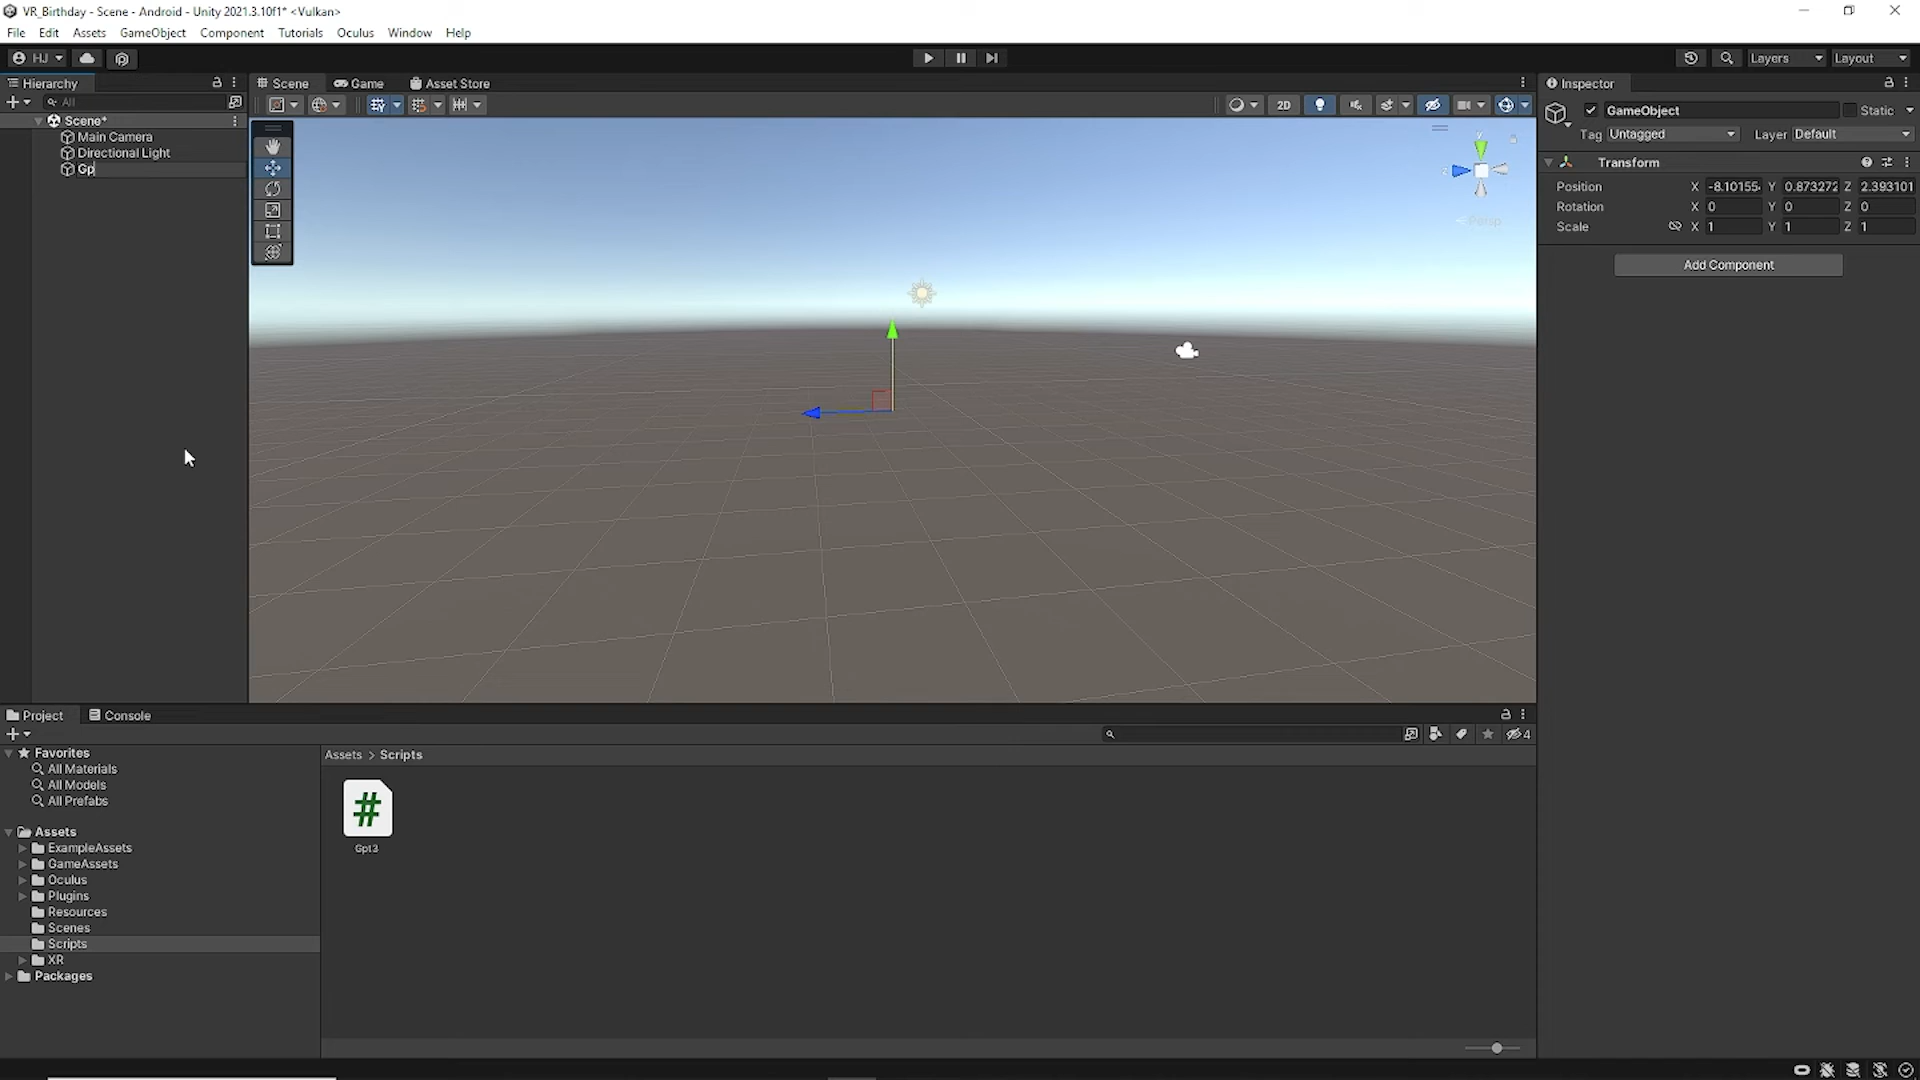 VR_Birthday - Scene - Android - Unity 2021.3.10f1* <Vulkan>
File Edit Assets GameObject Component Tutorials Oculus Window Help
HJ
Layers
Layout
Hierarchy
Scene
Game
Asset Store
Inspector
All
2D
GameObject
Static
Scene*
Main Camera
Directional Light
Gp
Tag Untagged
Layer Default
Transform
Position X -8.10155 Y 0.873272 Z 2.393101
Rotation X 0 Y 0 Z 0
Scale X 1 Y 1 Z 1
Add Component
y
z
Persp
Project
Console
4
Favorites
All Materials
All Models
All Prefabs
Assets
ExampleAssets
GameAssets
Oculus
Plugins
Resources
Scenes
Scripts
XR
Packages
Assets > Scripts
#
Gpt3